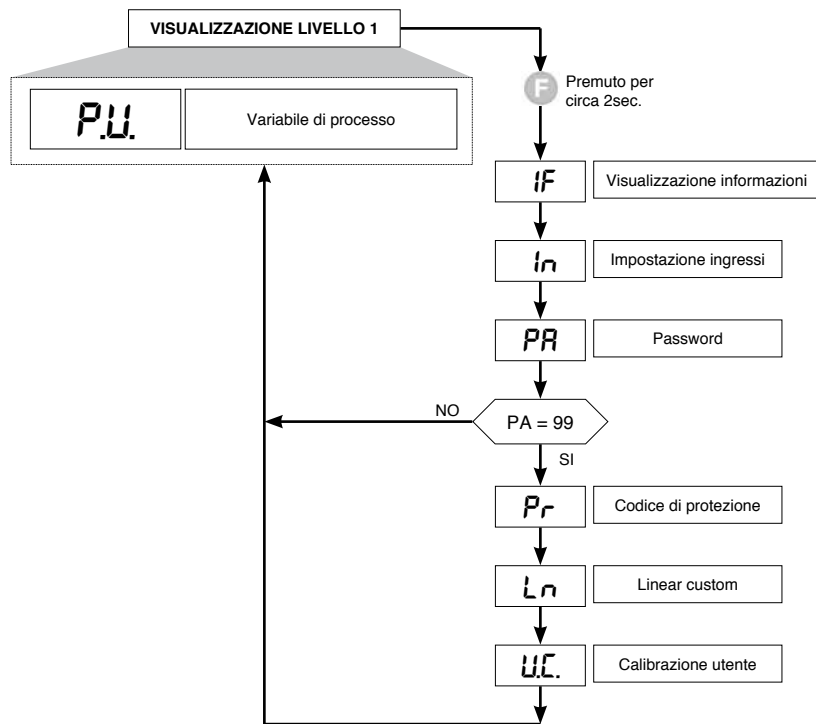 VISUALIZZAZIONE LIVELLO 1
F
Premuto per
circa 2sec.
P.V.
Variabile di processo
IF
Visualizzazione informazioni
In
Impostazione ingressi
PA
Password
NO
PA = 99
SI
Pr
Codice di protezione
Ln
Linear custom
U.C.
Calibrazione utente